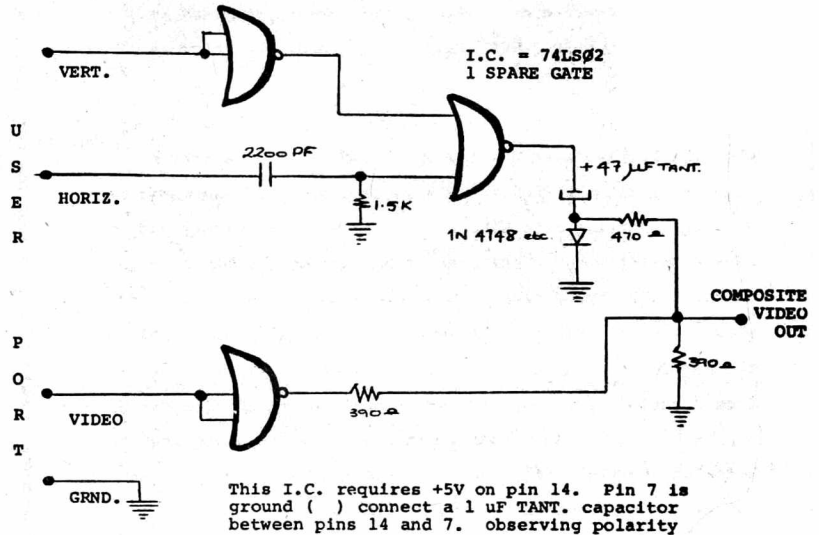 I.C. = 74LSØ2
1 SPARE GATE
VERT.
USER
2200 PF
+47 µF TANT.
HORIZ.
1.5K
1N 4748 etc.
470 Ω
COMPOSITE
VIDEO
OUT
PORT
390 Ω
VIDEO
390 Ω
GRND.
This I.C. requires +5V on pin 14. Pin 7 is
ground ( ) connect a 1 uF TANT. capacitor
between pins 14 and 7. observing polarity